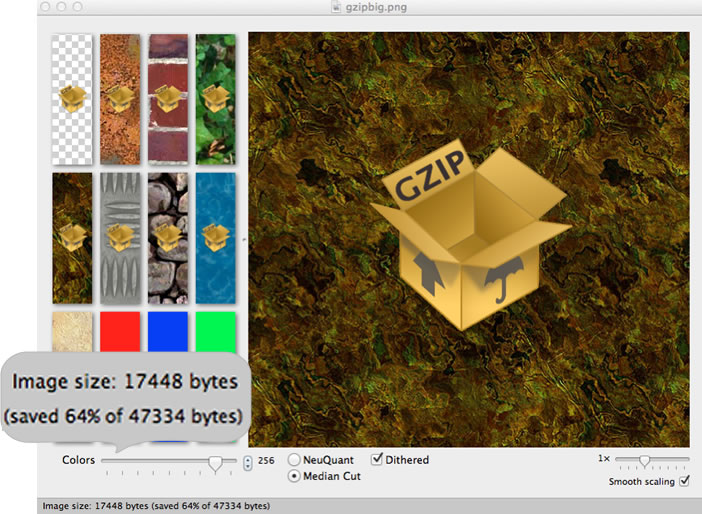 gzipbig.png
GZIP
Image size: 17448 bytes
(saved 64% of 47334 bytes)
Colors
256
NeuQuant
Median Cut
Dithered
1×
Smooth scaling
Image size: 17448 bytes (saved 64% of 47334 bytes)